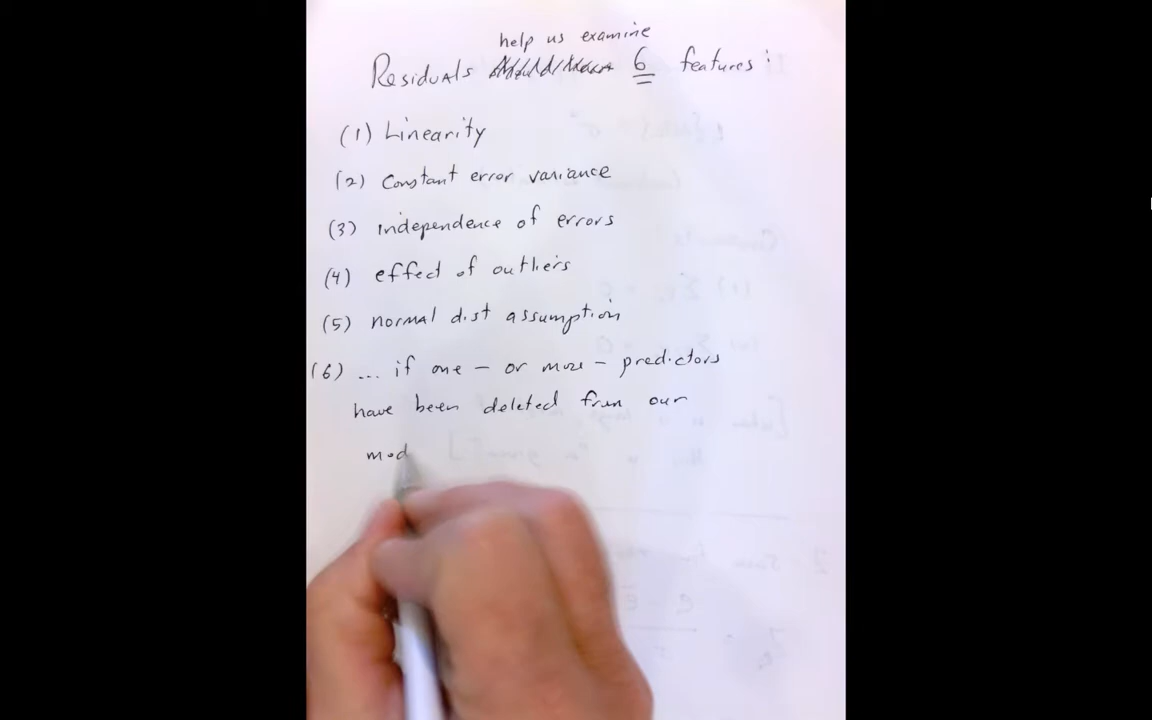 help us examine
Residuals 6 features:
(1) Linearity
(2) Constant error variance
(3) independence of errors
(4) effect of outliers
(5) normal dist assumption
(6) ... if one - or more - predictors
have been deleted from our
mod